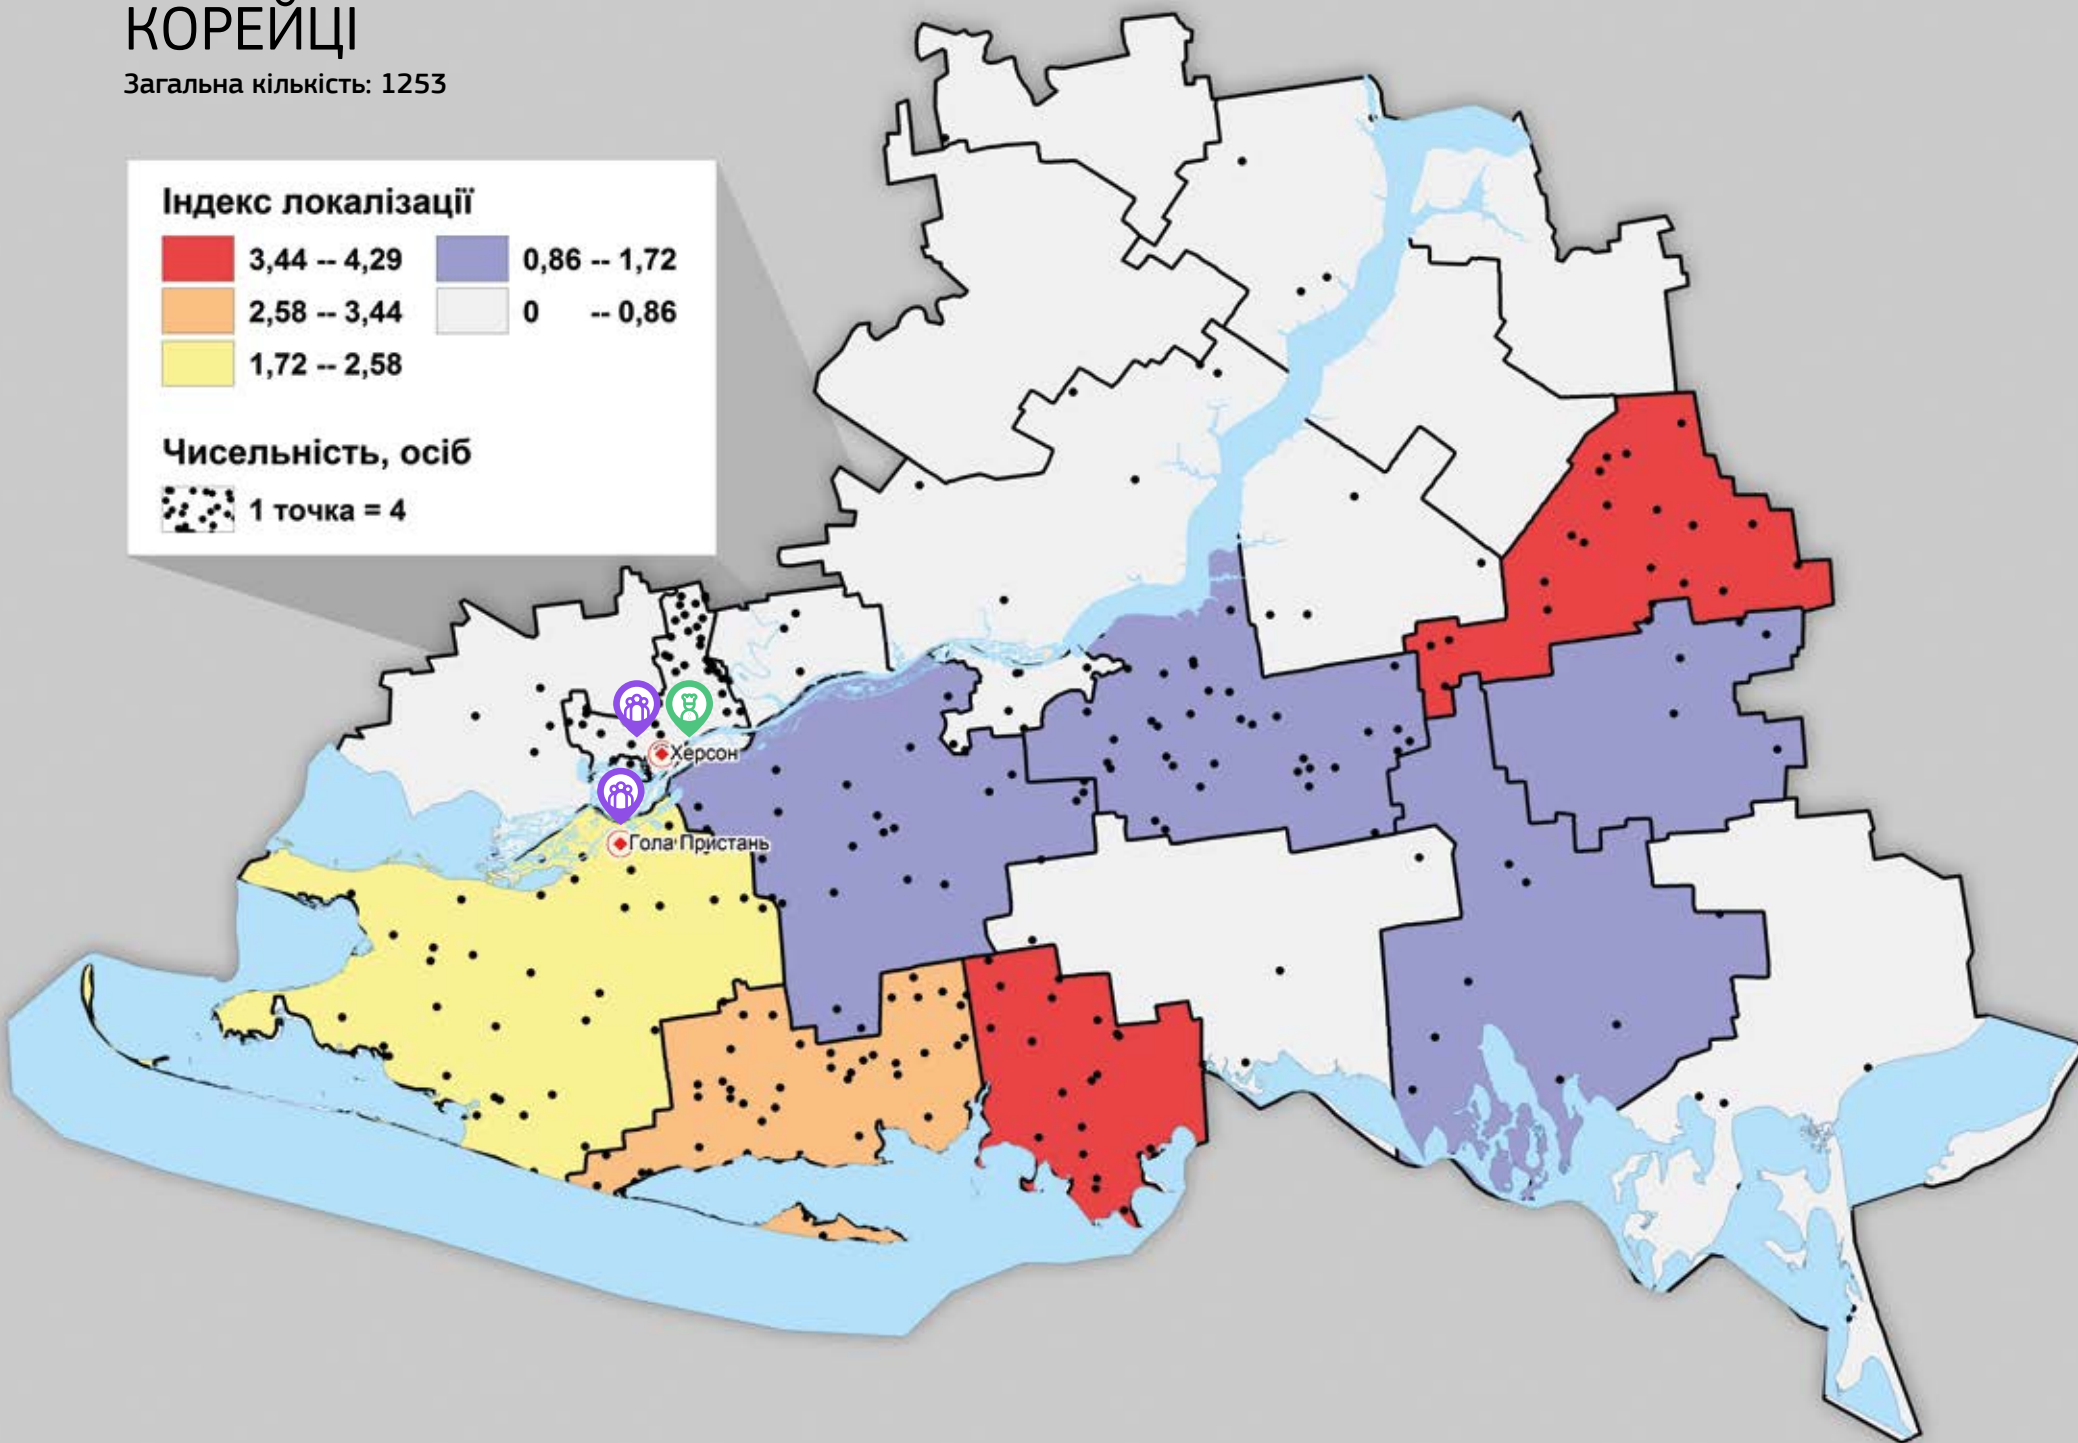 КОРЕЙЦІ
Загальна кількість: 1253
Індекс локалізації
3,44 -- 4,29
0,86 -- 1,72
2,58 -- 3,44
0 -- 0,86
1,72 -- 2,58
Чисельність, осіб
1 точка = 4
Херсон
Гола Пристань